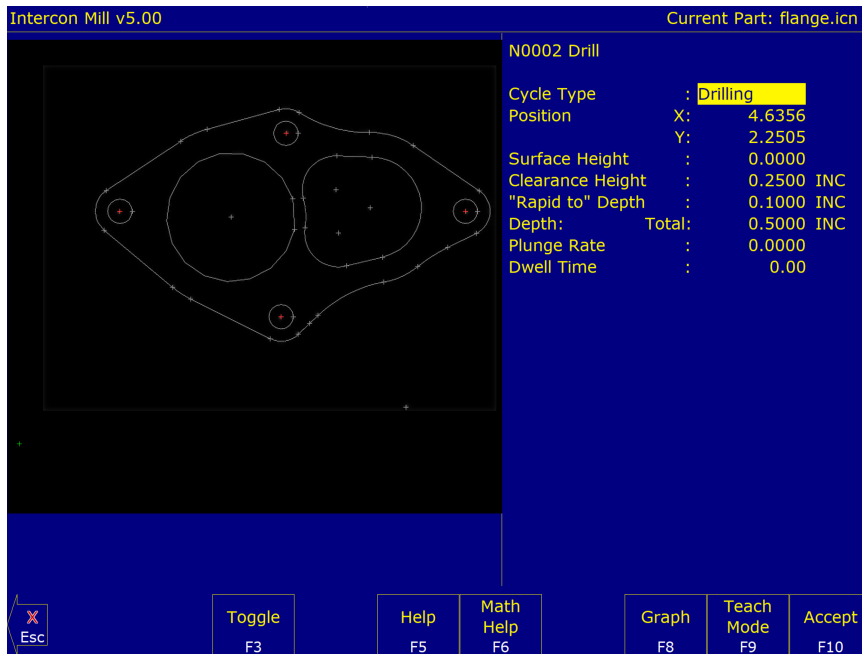 Intercon Mill v5.00 Current Part: flange.icn
N0002 Drill
Cycle Type : Drilling
Position X: 4.6356
Y: 2.2505
Surface Height : 0.0000
Clearance Height : 0.2500 INC
"Rapid to" Depth : 0.1000 INC
Depth: Total: 0.5000 INC
Plunge Rate : 0.0000
Dwell Time : 0.00
X
Esc
Toggle
F3
Help
F5
Math
Help
F6
Graph
F8
Teach
Mode
F9
Accept
F10